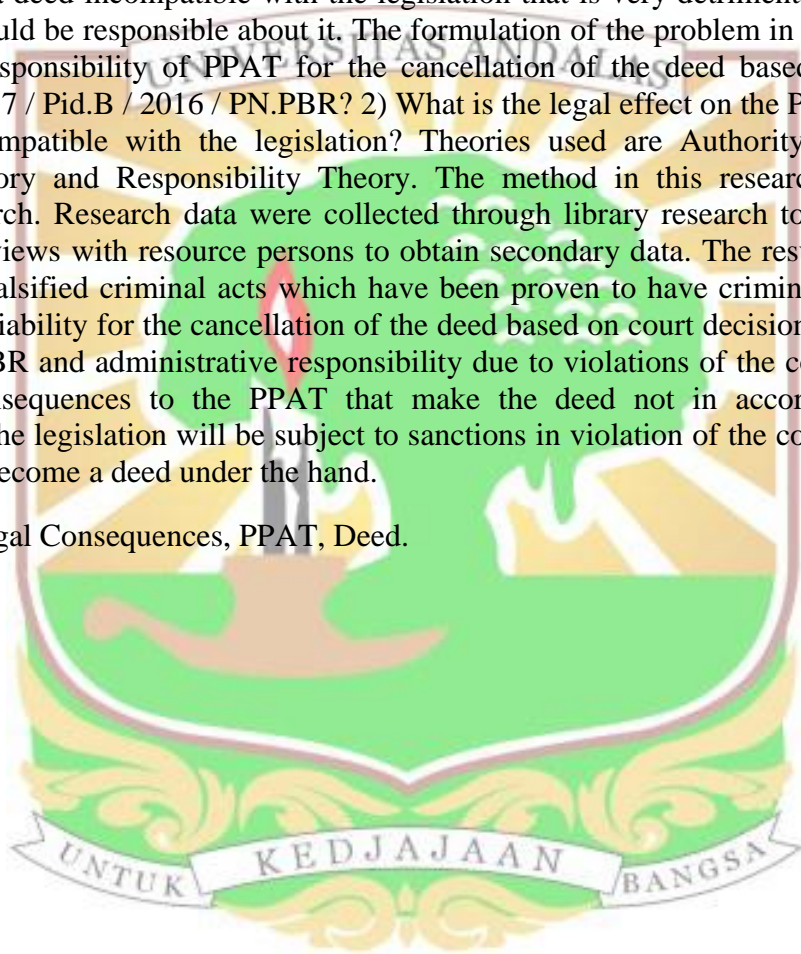 deed incompatible with the legislation that is very detriment
uld be responsible about it. The formulation of the problem in
sponsibility of PPAT for the cancellation of the deed based
7 / Pid.B / 2016 / PN.PBR? 2) What is the legal effect on the P
mpatible with the legislation? Theories used are Authority
ory and Responsibility Theory. The method in this resear
rch. Research data were collected through library research to
views with resource persons to obtain secondary data. The res
alsified criminal acts which have been proven to have crimin
iability for the cancellation of the deed based on court decision
BR and administrative responsibility due to violations of the c
nsequences to the PPAT that make the deed not in accor
he legislation will be subject to sanctions in violation of the co
ecome a deed under the hand.
gal Consequences, PPAT, Deed.
UNIVERSITAS ANDALAS
UNTUK KEDJAJAAN BANGSA